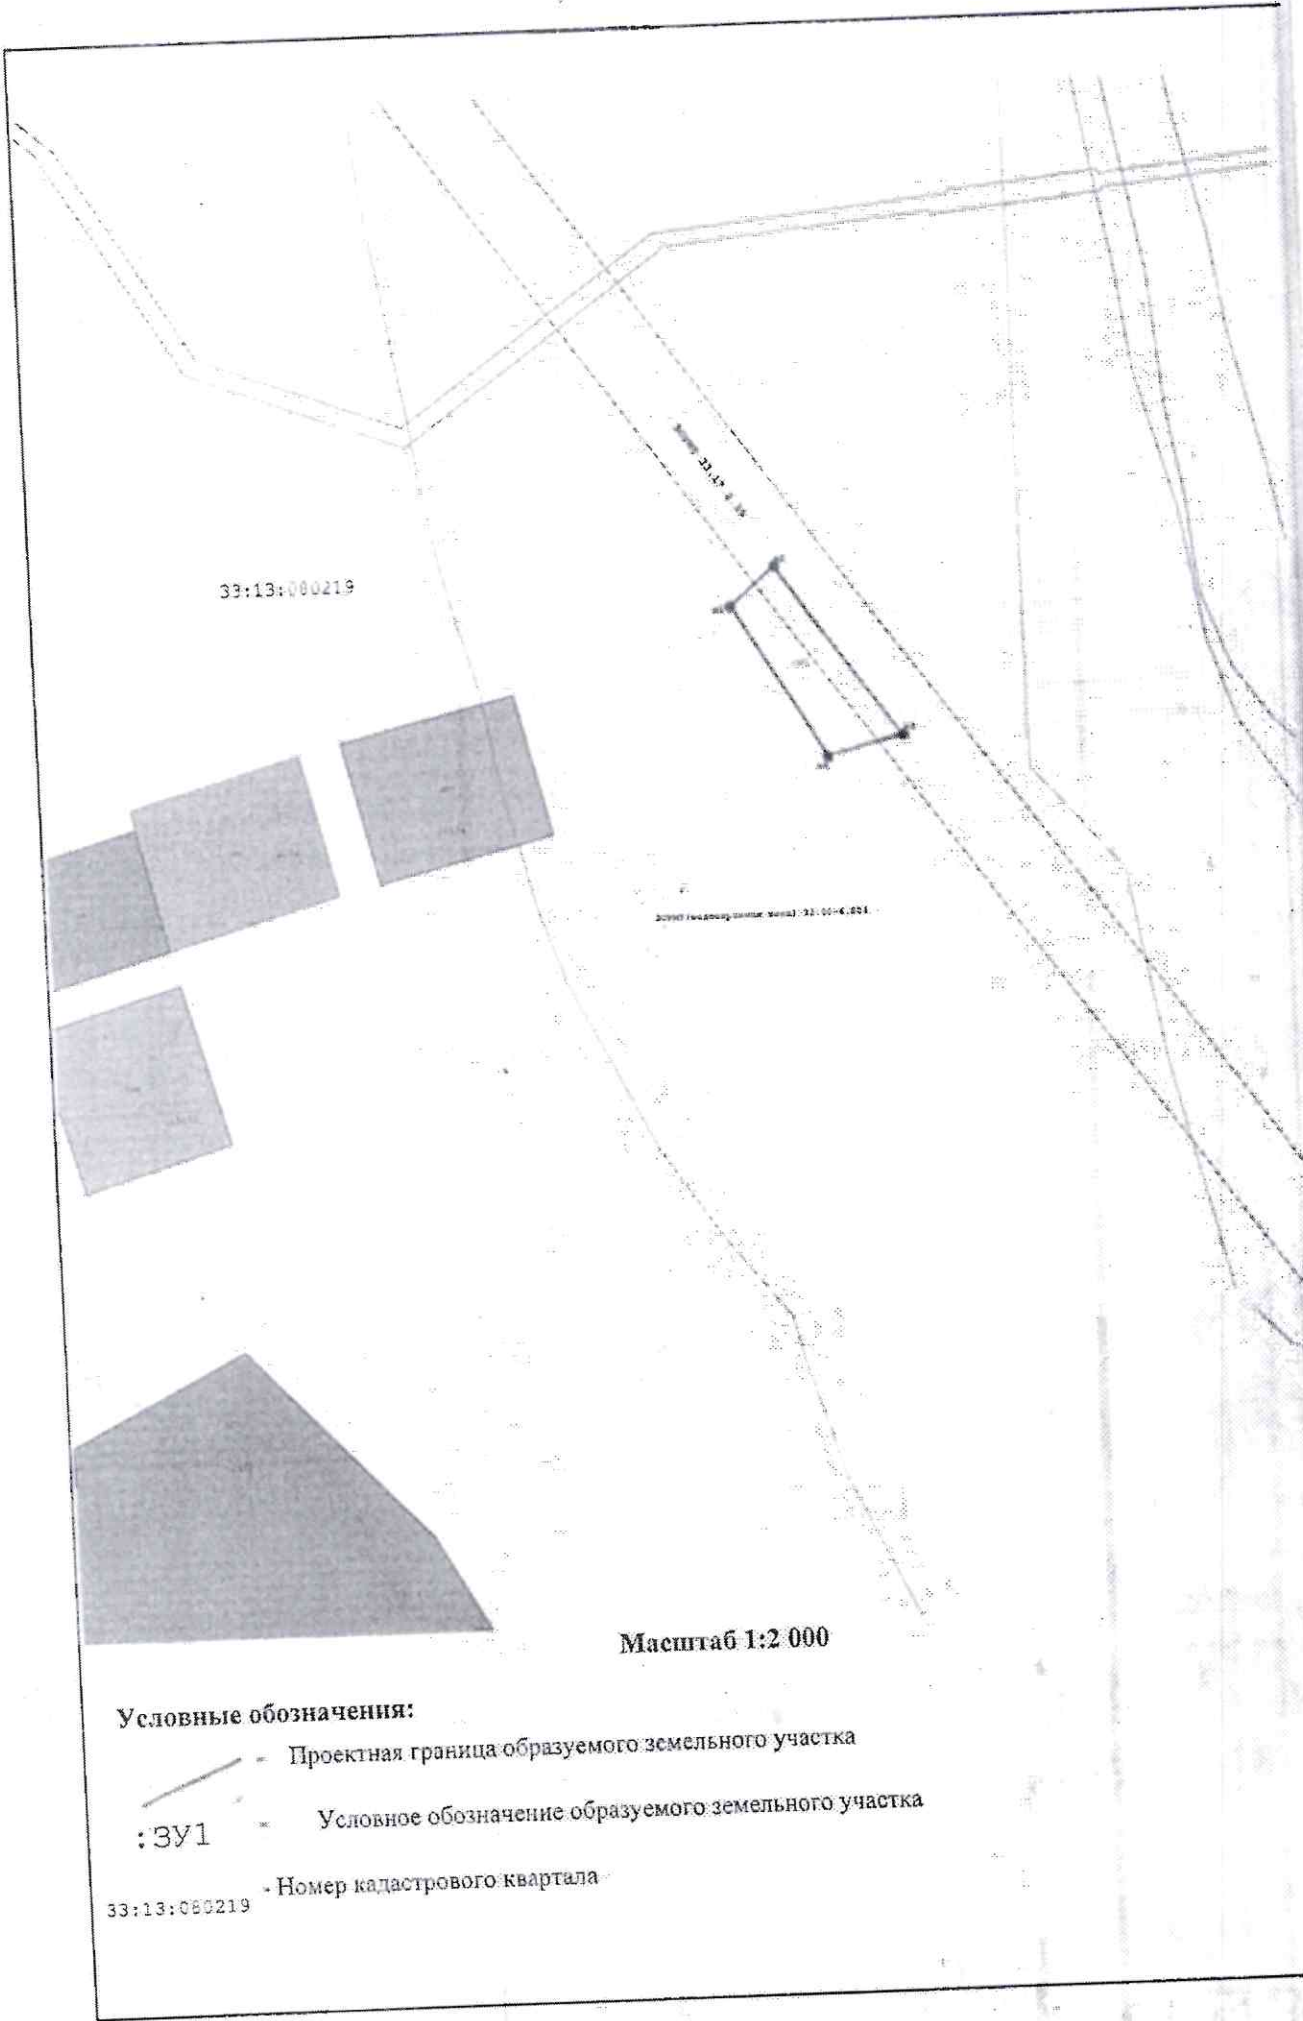 33:13:080219
Масштаб 1:2 000
Условные обозначения:
- Проектная граница образуемого земельного участка
:ЗУ1 - Условное обозначение образуемого земельного участка
33:13:080219 - Номер кадастрового квартала